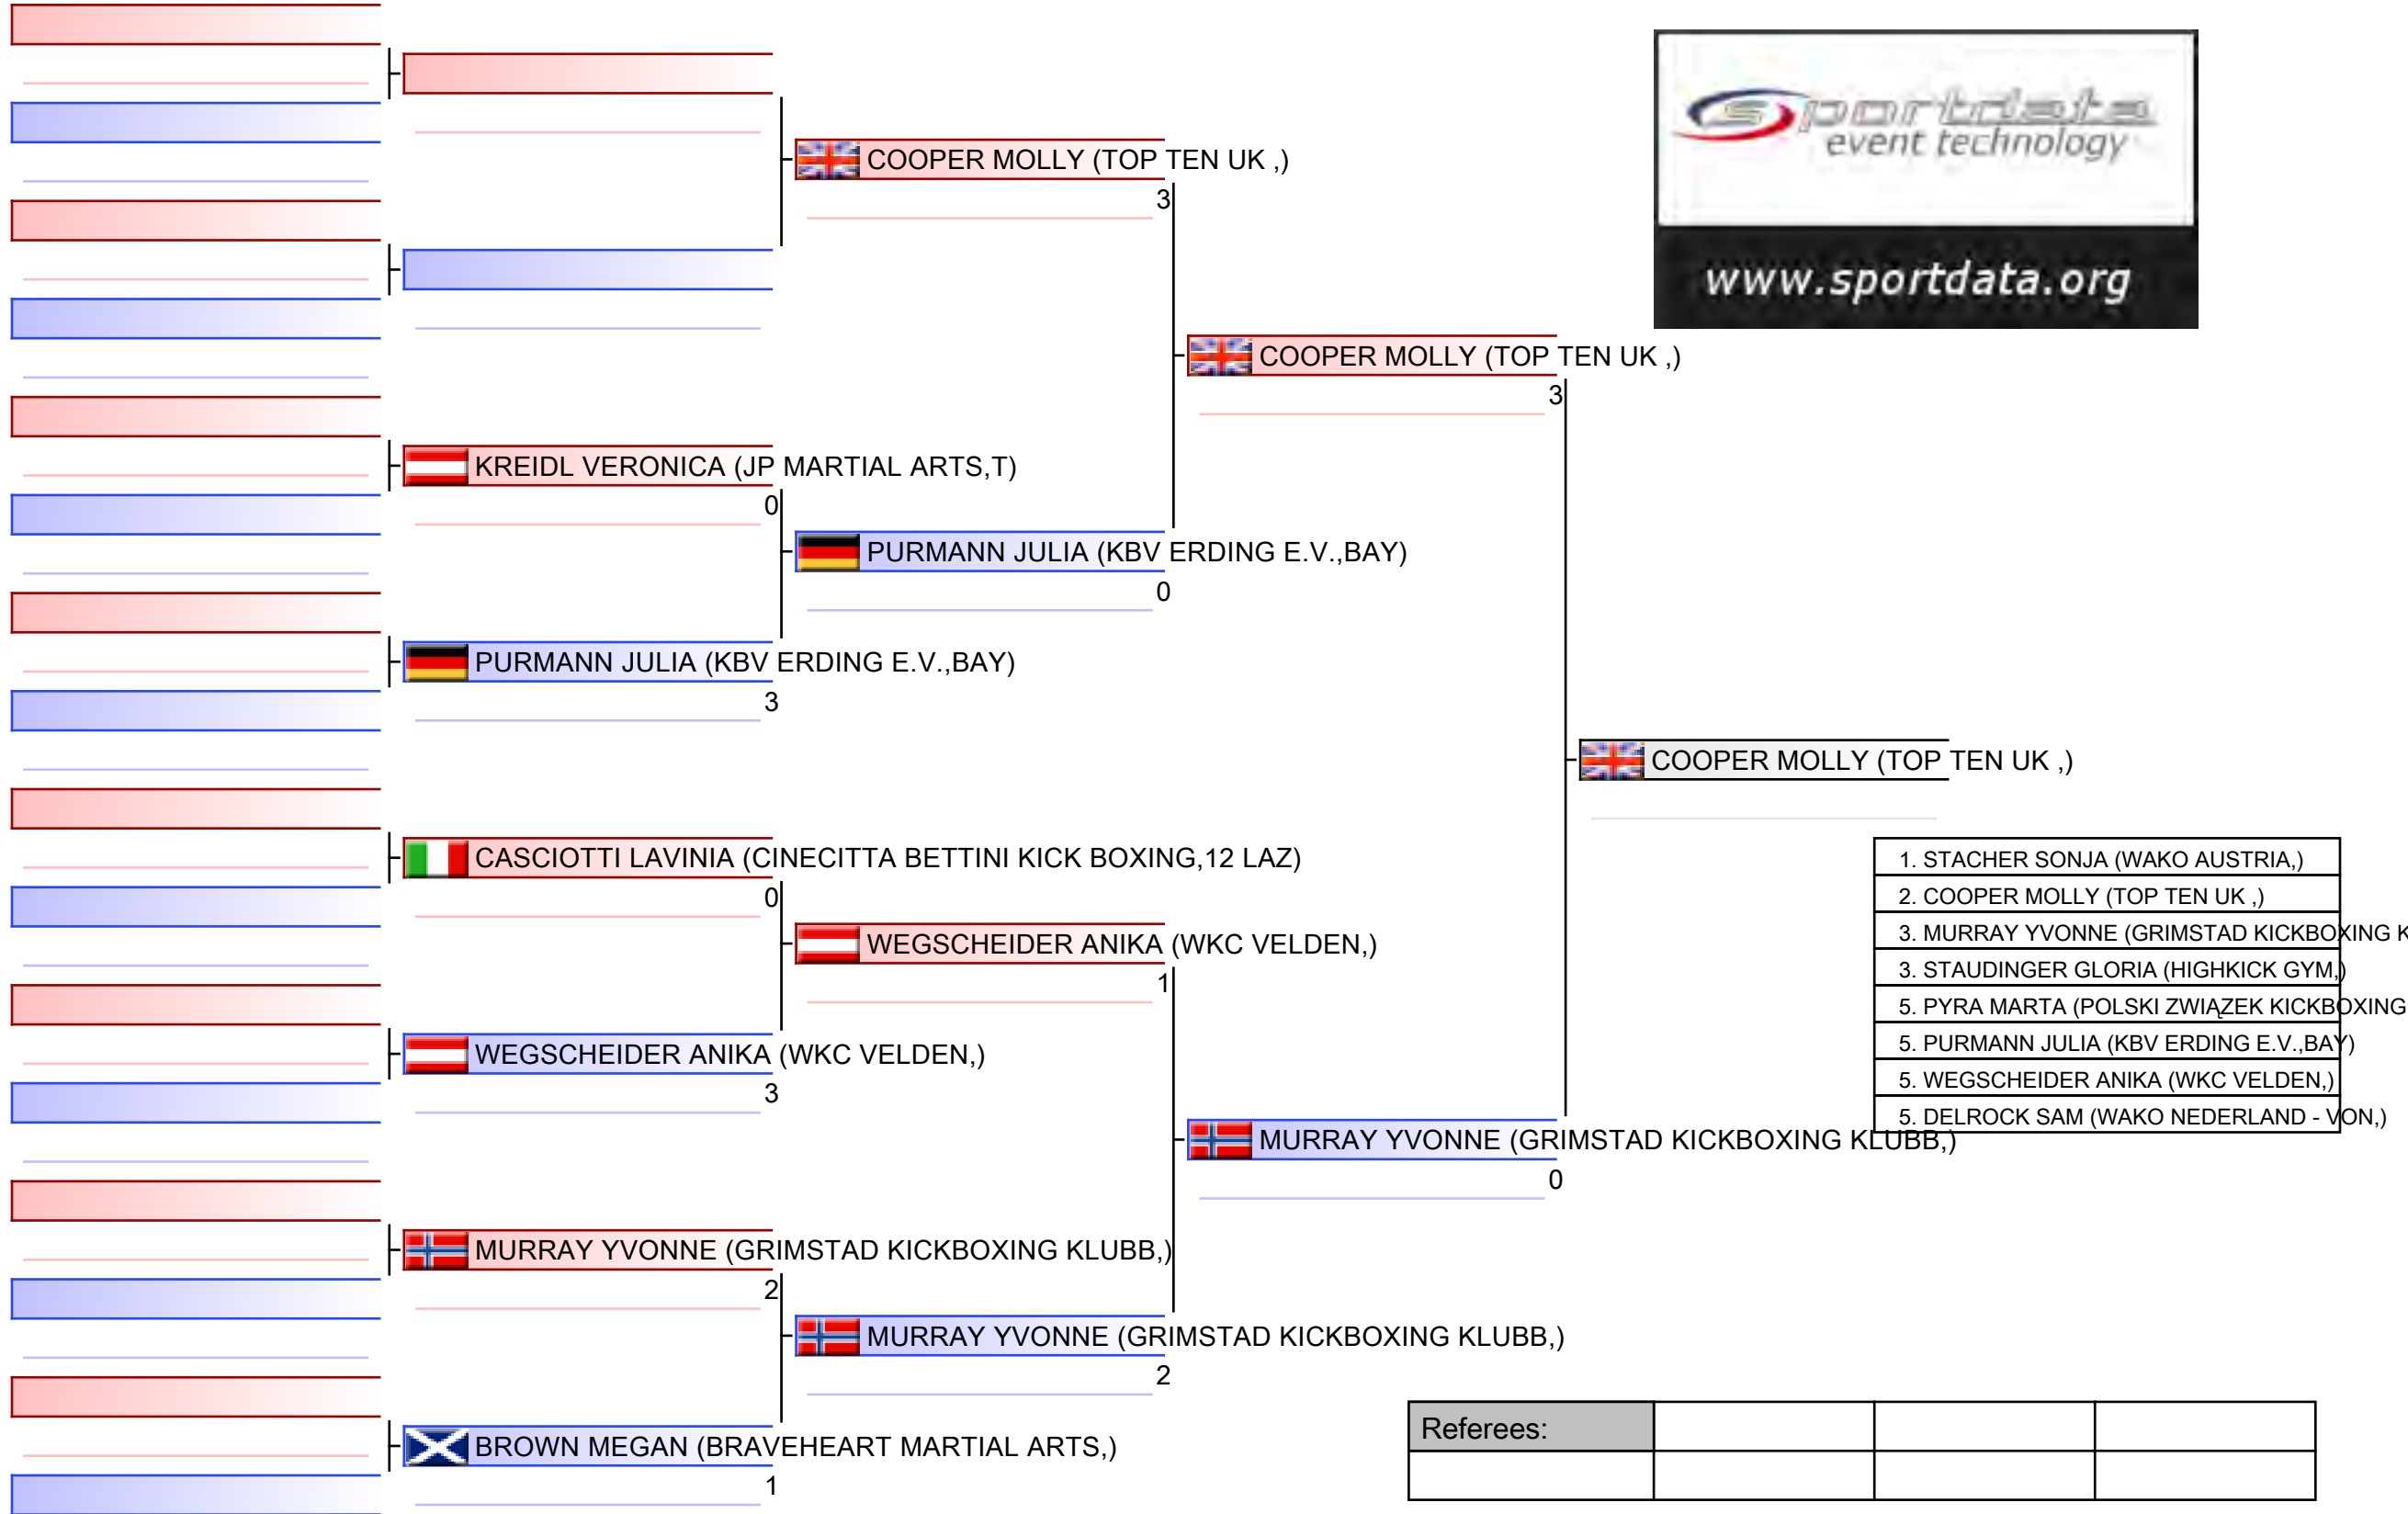 sportdata
event technology
www.sportdata.org
COOPER MOLLY (TOP TEN UK ,)
3
COOPER MOLLY (TOP TEN UK ,)
3
KREIDL VERONICA (JP MARTIAL ARTS,T)
0
PURMANN JULIA (KBV ERDING E.V.,BAY)
0
PURMANN JULIA (KBV ERDING E.V.,BAY)
3
COOPER MOLLY (TOP TEN UK ,)
CASCIOTTI LAVINIA (CINECITTA BETTINI KICK BOXING,12 LAZ)
0
WEGSCHEIDER ANIKA (WKC VELDEN,)
1
WEGSCHEIDER ANIKA (WKC VELDEN,)
3
MURRAY YVONNE (GRIMSTAD KICKBOXING KLUBB,)
0
MURRAY YVONNE (GRIMSTAD KICKBOXING KLUBB,)
2
MURRAY YVONNE (GRIMSTAD KICKBOXING KLUBB,)
2
BROWN MEGAN (BRAVEHEART MARTIAL ARTS,)
1
1. STACHER SONJA (WAKO AUSTRIA,)
2. COOPER MOLLY (TOP TEN UK ,)
3. MURRAY YVONNE (GRIMSTAD KICKBOXING K
3. STAUDINGER GLORIA (HIGHKICK GYM,)
5. PYRA MARTA (POLSKI ZWIĄZEK KICKBOXING
5. PURMANN JULIA (KBV ERDING E.V.,BAY)
5. WEGSCHEIDER ANIKA (WKC VELDEN,)
5. DELROCK SAM (WAKO NEDERLAND - VON,)
Referees: